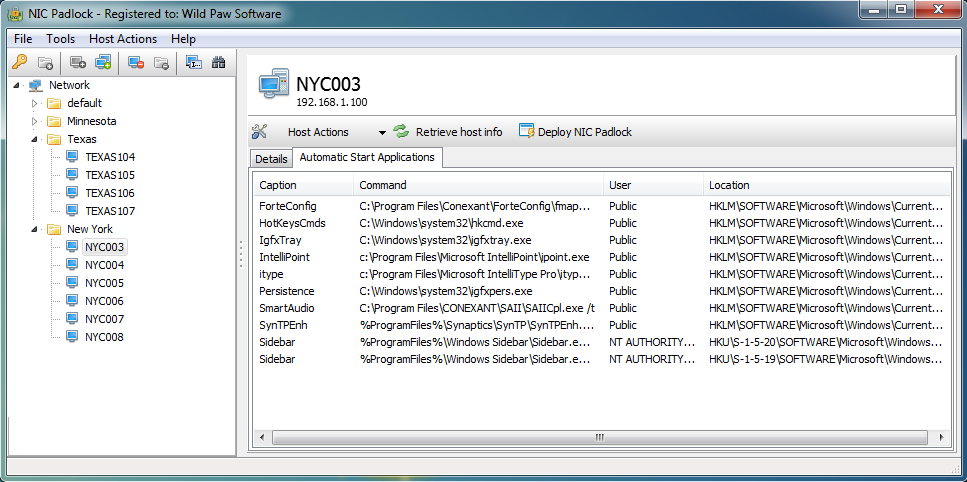 NIC Padlock - Registered to: Wild Paw Software
File Tools Host Actions Help
Network
default
Minnesota
Texas
TEXAS104
TEXAS105
TEXAS106
TEXAS107
New York
NYC003
NYC004
NYC005
NYC006
NYC007
NYC008
NYC003
192.168.1.100
Host Actions Retrieve host info Deploy NIC Padlock
Details Automatic Start Applications
Caption Command User Location
ForteConfig C:\Program Files\Conexant\ForteConfig\fmap... Public HKLM\SOFTWARE\Microsoft\Windows\Current...
HotKeysCmds C:\Windows\system32\hkcmd.exe Public HKLM\SOFTWARE\Microsoft\Windows\Current...
IgfxTray C:\Windows\system32\igfxtray.exe Public HKLM\SOFTWARE\Microsoft\Windows\Current...
IntelliPoint c:\Program Files\Microsoft IntelliPoint\ipoint.exe Public HKLM\SOFTWARE\Microsoft\Windows\Current...
itype c:\Program Files\Microsoft IntelliType Pro\ityp... Public HKLM\SOFTWARE\Microsoft\Windows\Current...
Persistence C:\Windows\system32\igfxpers.exe Public HKLM\SOFTWARE\Microsoft\Windows\Current...
SmartAudio C:\Program Files\CONEXANT\SAII\SAIICpl.exe /t Public HKLM\SOFTWARE\Microsoft\Windows\Current...
SynTPEnh %ProgramFiles%\Synaptics\SynTP\SynTPEnh.... Public HKLM\SOFTWARE\Microsoft\Windows\Current...
Sidebar %ProgramFiles%\Windows Sidebar\Sidebar.e... NT AUTHORITY... HKU\S-1-5-20\SOFTWARE\Microsoft\Windows...
Sidebar %ProgramFiles%\Windows Sidebar\Sidebar.e... NT AUTHORITY... HKU\S-1-5-19\SOFTWARE\Microsoft\Windows...